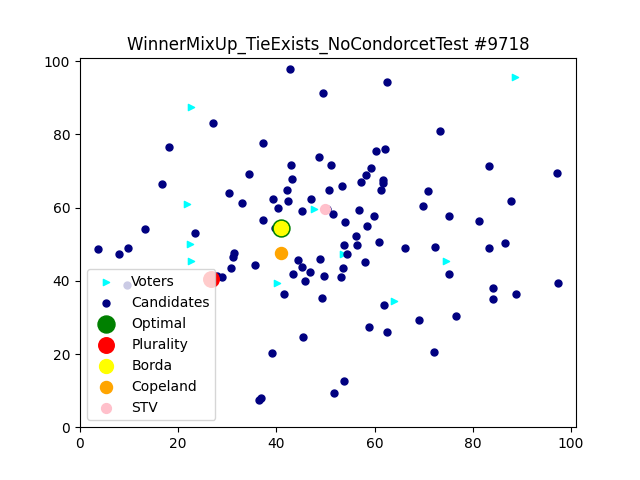 WinnerMixUp_TieExists_NoCondorcetTest #9718
100
80
60
40
20
0
0 20 40 60 80 100
Voters
Candidates
Optimal
Plurality
Borda
Copeland
STV